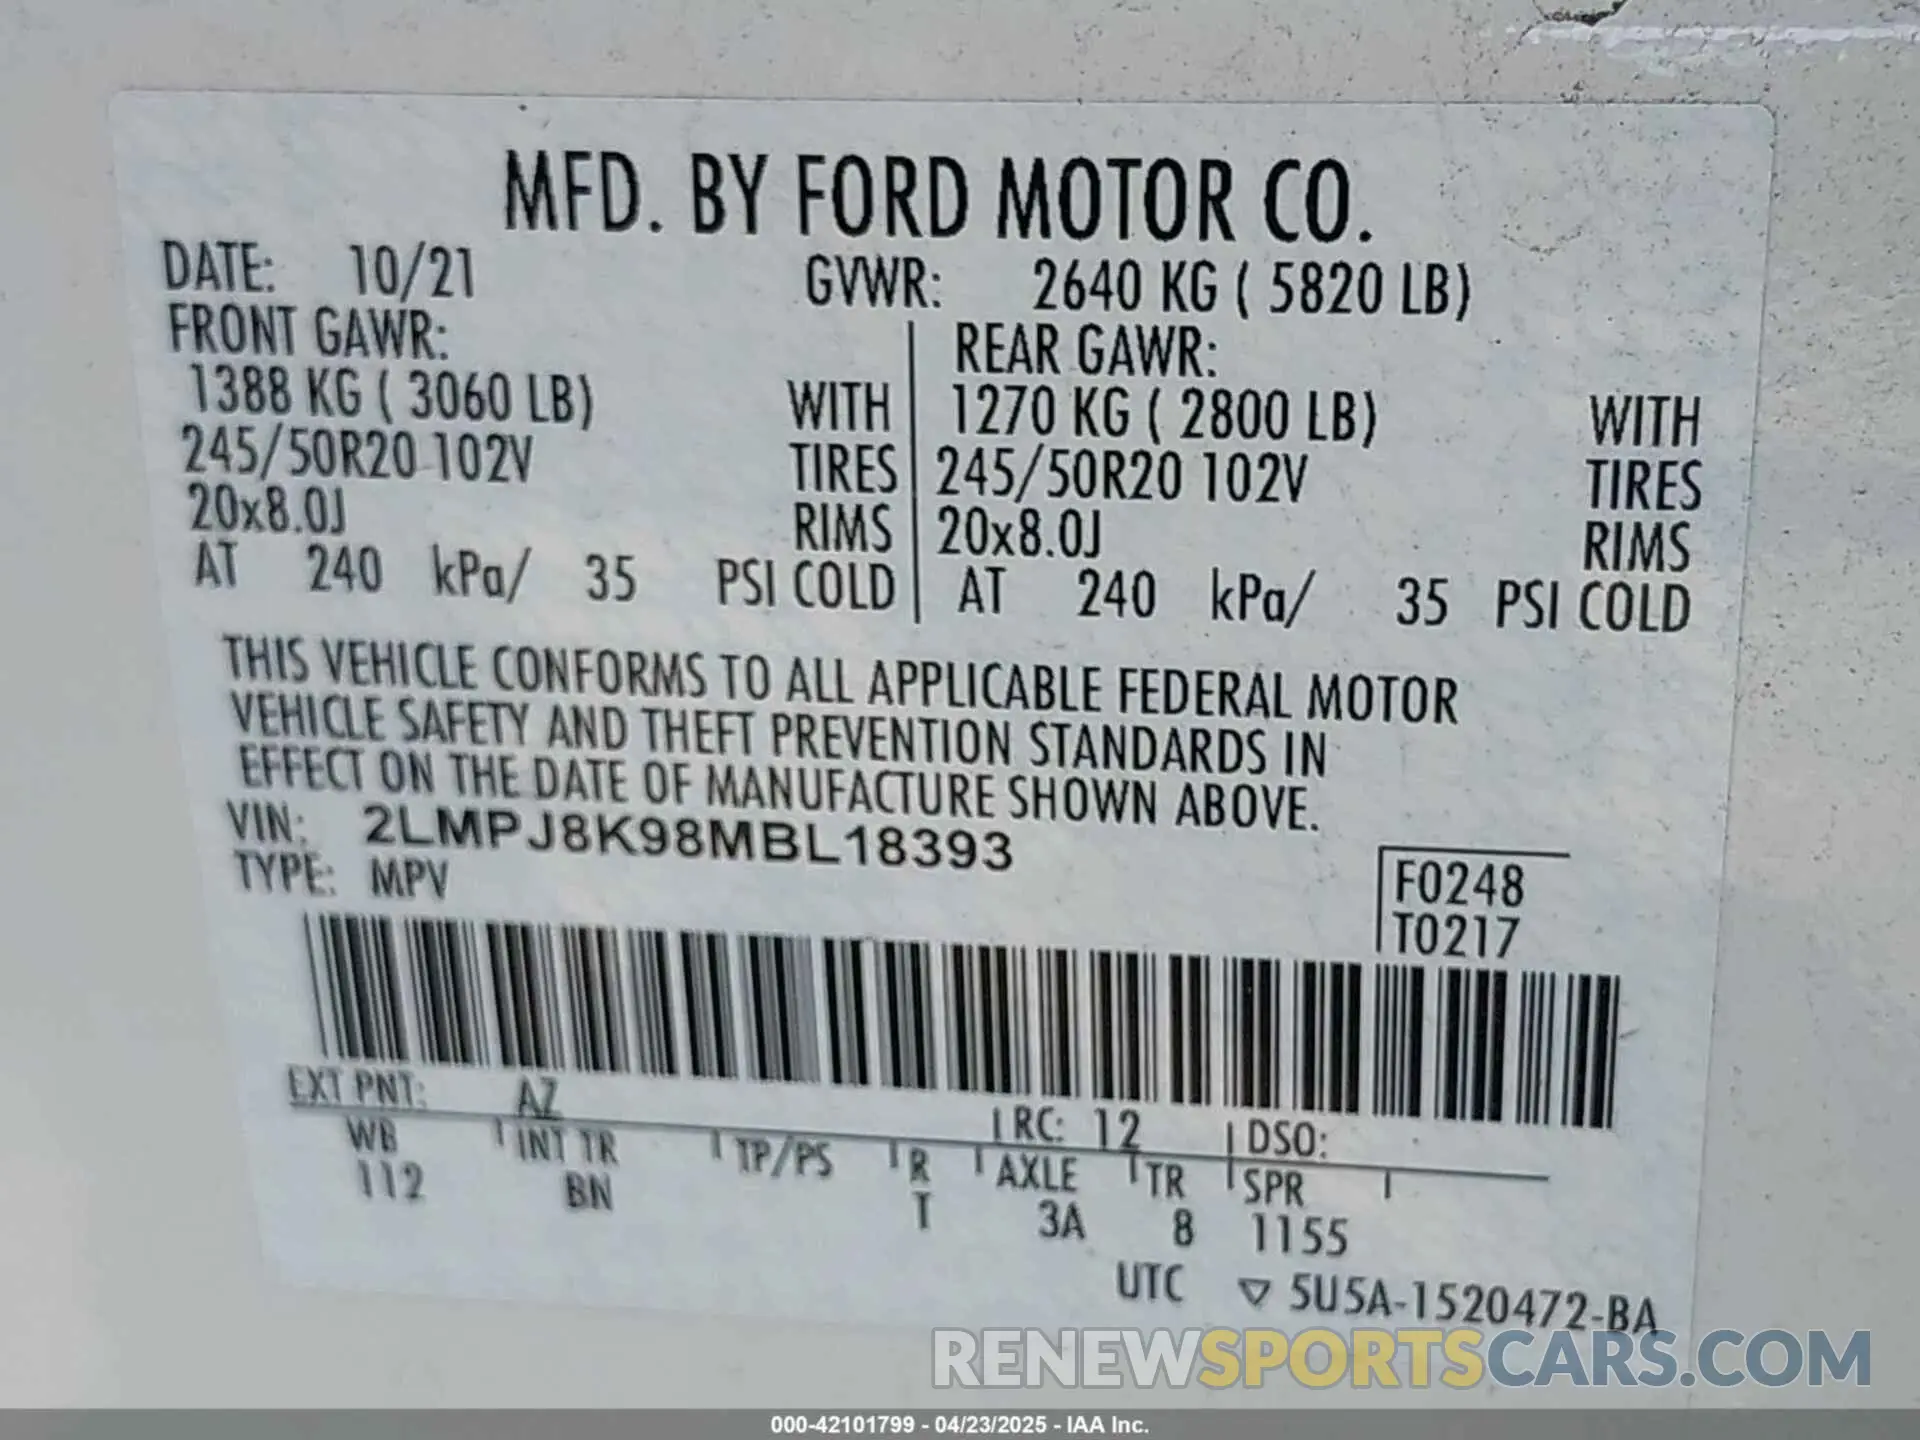 MFD. BY FORD MOTOR CO.
DATE: 10/21 GVWR: 2640 KG ( 5820 LB)
FRONT GAWR: REAR GAWR:
1388 KG ( 3060 LB) WITH 1270 KG ( 2800 LB) WITH
245/50R20 102V TIRES 245/50R20 102V TIRES
20x8.0J RIMS 20x8.0J RIMS
AT 240 kPa/ 35 PSI COLD AT 240 kPa/ 35 PSI COLD
THIS VEHICLE CONFORMS TO ALL APPLICABLE FEDERAL MOTOR
VEHICLE SAFETY AND THEFT PREVENTION STANDARDS IN
EFFECT ON THE DATE OF MANUFACTURE SHOWN ABOVE.
VIN: 2LMPJ8K98MBL18393
TYPE: MPV
F0248
T0217
EXT PNT: AZ RC: 12 DSO:
WB INT TR TP/PS R AXLE TR SPR
112 BN T 3A 8 1155
UTC ▽ 5U5A-1520472-BA
RENEWSPORTSCARS.COM
000-42101799 - 04/23/2025 - IAA Inc.